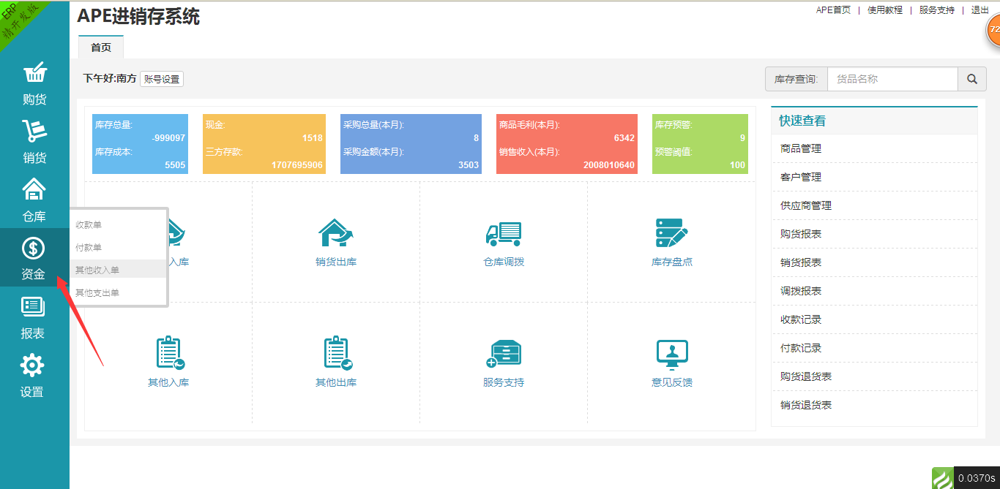 ERP
精开发版
APE进销存系统
APE首页 | 使用教程 | 服务支持 | 退出
72
首页
下午好:南方 账号设置
库存查询: 货品名称
购货
销货
仓库
资金
报表
设置
收款单
付款单
其他收入单
其他支出单
库存总量:
-999097
库存成本:
5505
现金:
1518
三方存款:
1707695906
采购总量(本月):
8
采购金额(本月):
3503
商品毛利(本月):
6342
销售收入(本月):
2008010640
库存预警:
9
预警阈值:
100
入库
销货出库
仓库调拨
库存盘点
其他入库
其他出库
服务支持
意见反馈
快速查看
商品管理
客户管理
供应商管理
购货报表
销货报表
调拨报表
收款记录
付款记录
购货退货表
销货退货表
0.0370s